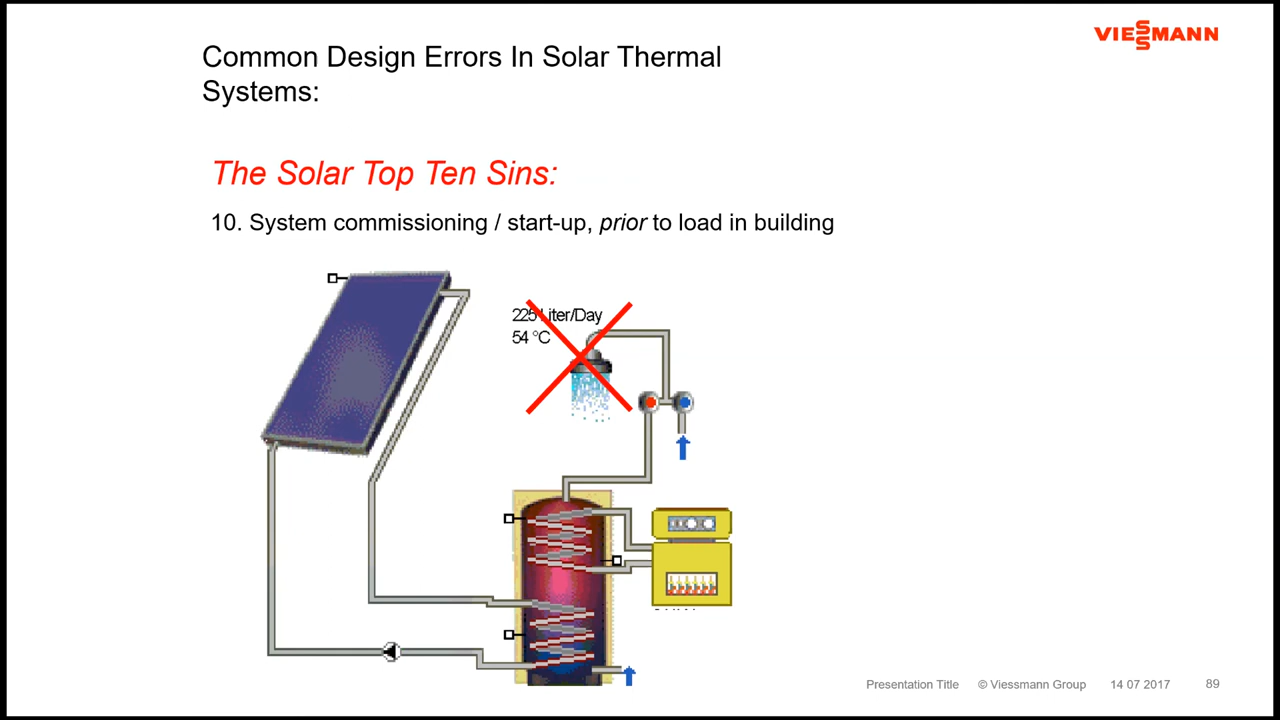 VIESSMANN
Common Design Errors In Solar Thermal
Systems:
The Solar Top Ten Sins:
10. System commissioning / start-up, prior to load in building
225 Liter/Day
54 °C
Presentation Title © Viessmann Group 14 07 2017 89